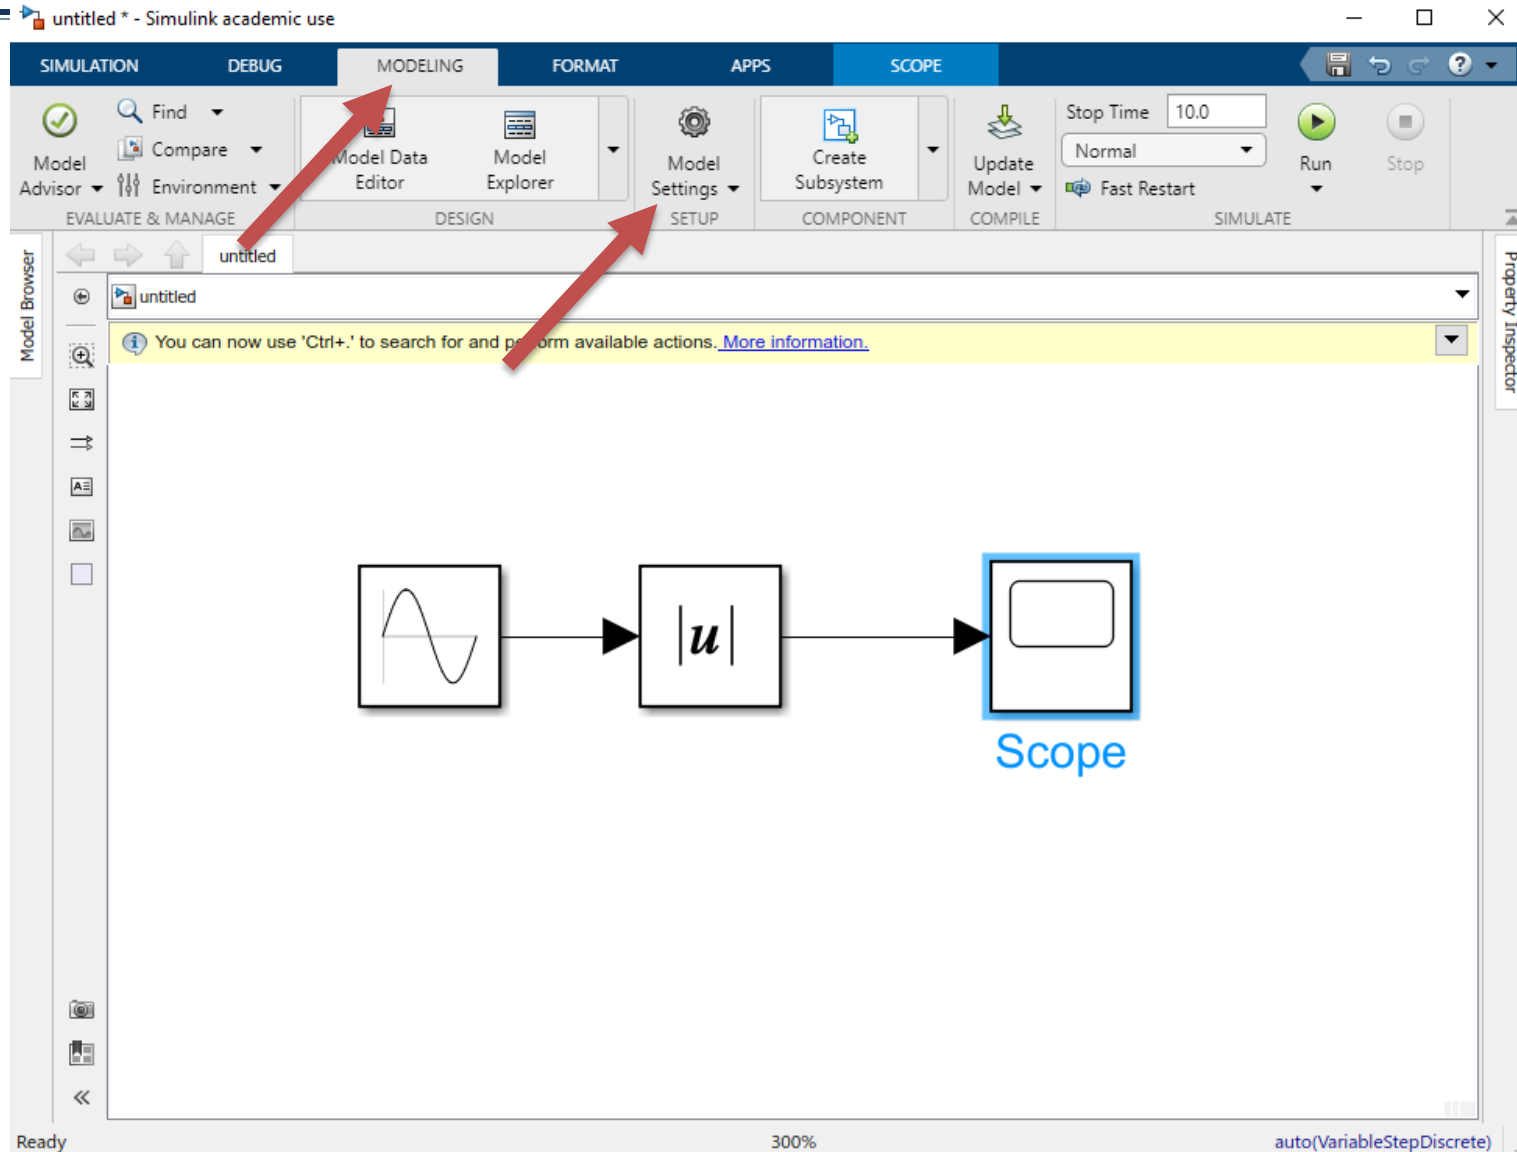 untitled * - Simulink academic use
SIMULATION DEBUG MODELING FORMAT APPS SCOPE
Find
Compare
Environment
Model
Advisor
EVALUATE & MANAGE
Model Data
Editor
Model
Explorer
DESIGN
Model
Settings
SETUP
Create
Subsystem
COMPONENT
Update
Model
COMPILE
Stop Time 10.0
Normal
Fast Restart
Run
Stop
SIMULATE
Model Browser
untitled
untitled
You can now use 'Ctrl+.' to search for and perform available actions. More information.
Property Inspector
|u|
Scope
Ready 300% auto(VariableStepDiscrete)